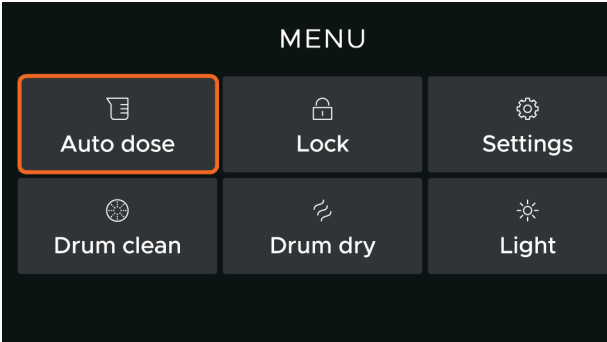 MENU
Auto dose
Lock
Settings
Drum clean
Drum dry
Light